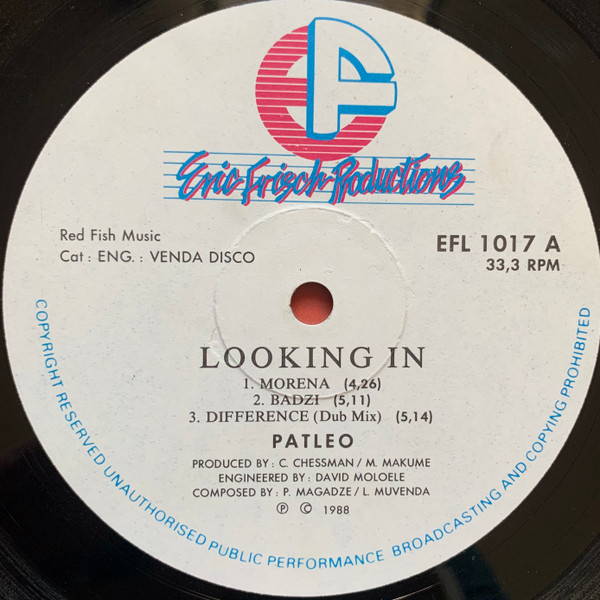 EF
Eric Frisch Productions
Red Fish Music
Cat : ENG. : VENDA DISCO
EFL 1017 A
33,3 RPM
LOOKING IN
1. MORENA (4,26)
2. BADZI (5,11)
3. DIFFERENCE (Dub Mix) (5,14)
PATLEO
PRODUCED BY : C. CHESSMAN / M. MAKUME
ENGINEERED BY : DAVID MOLOELE
COMPOSED BY : P. MAGADZE / L. MUVENDA
℗ © 1988
COPYRIGHT RESERVED UNAUTHORISED PUBLIC PERFORMANCE BROADCASTING AND COPYING PROHIBITED